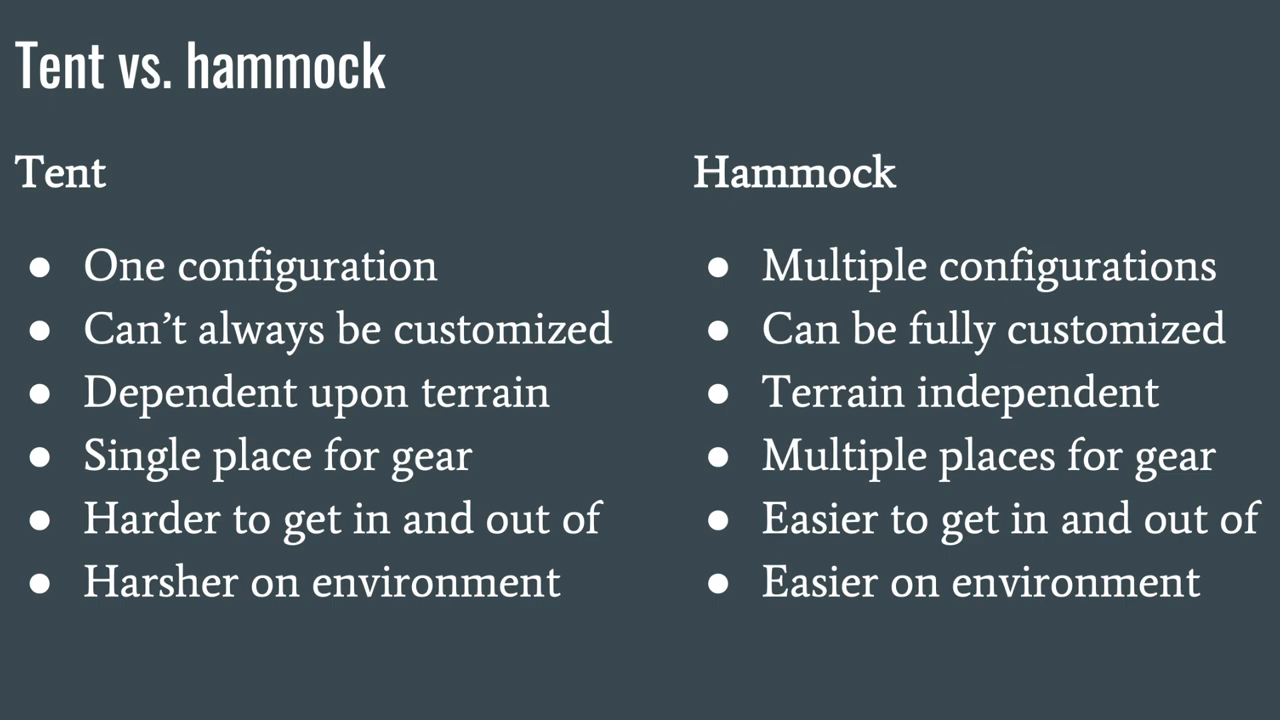 Tent vs. hammock
Tent
● One configuration
● Can’t always be customized
● Dependent upon terrain
● Single place for gear
● Harder to get in and out of
● Harsher on environment
Hammock
● Multiple configurations
● Can be fully customized
● Terrain independent
● Multiple places for gear
● Easier to get in and out of
● Easier on environment